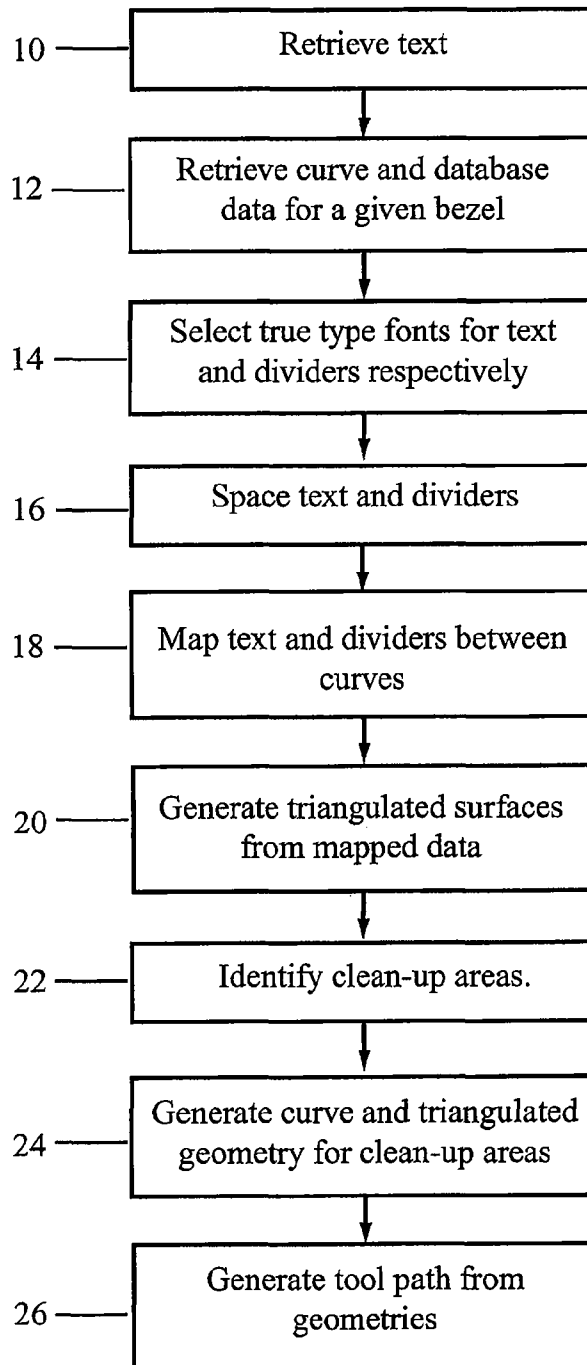 10
Retrieve text
12
Retrieve curve and database
data for a given bezel
14
Select true type fonts for text
and dividers respectively
16
Space text and dividers
18
Map text and dividers between
curves
20
Generate triangulated surfaces
from mapped data
22
Identify clean-up areas.
24
Generate curve and triangulated
geometry for clean-up areas
26
Generate tool path from
geometries